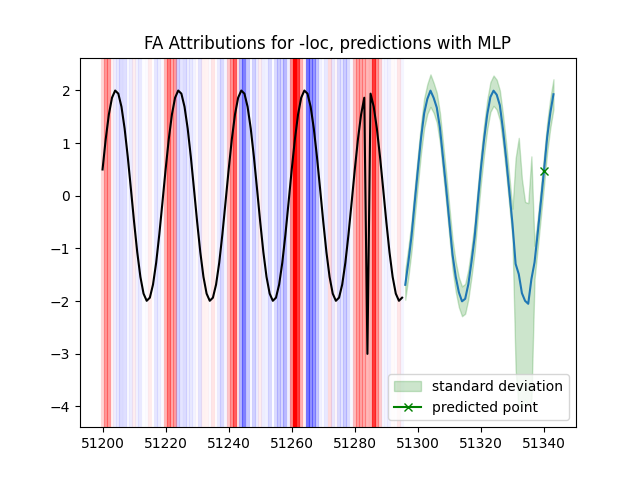 FA Attributions for -loc, predictions with MLP
2
1
0
−1
−2
−3
−4
standard deviation
predicted point
51200 51220 51240 51260 51280 51300 51320 51340